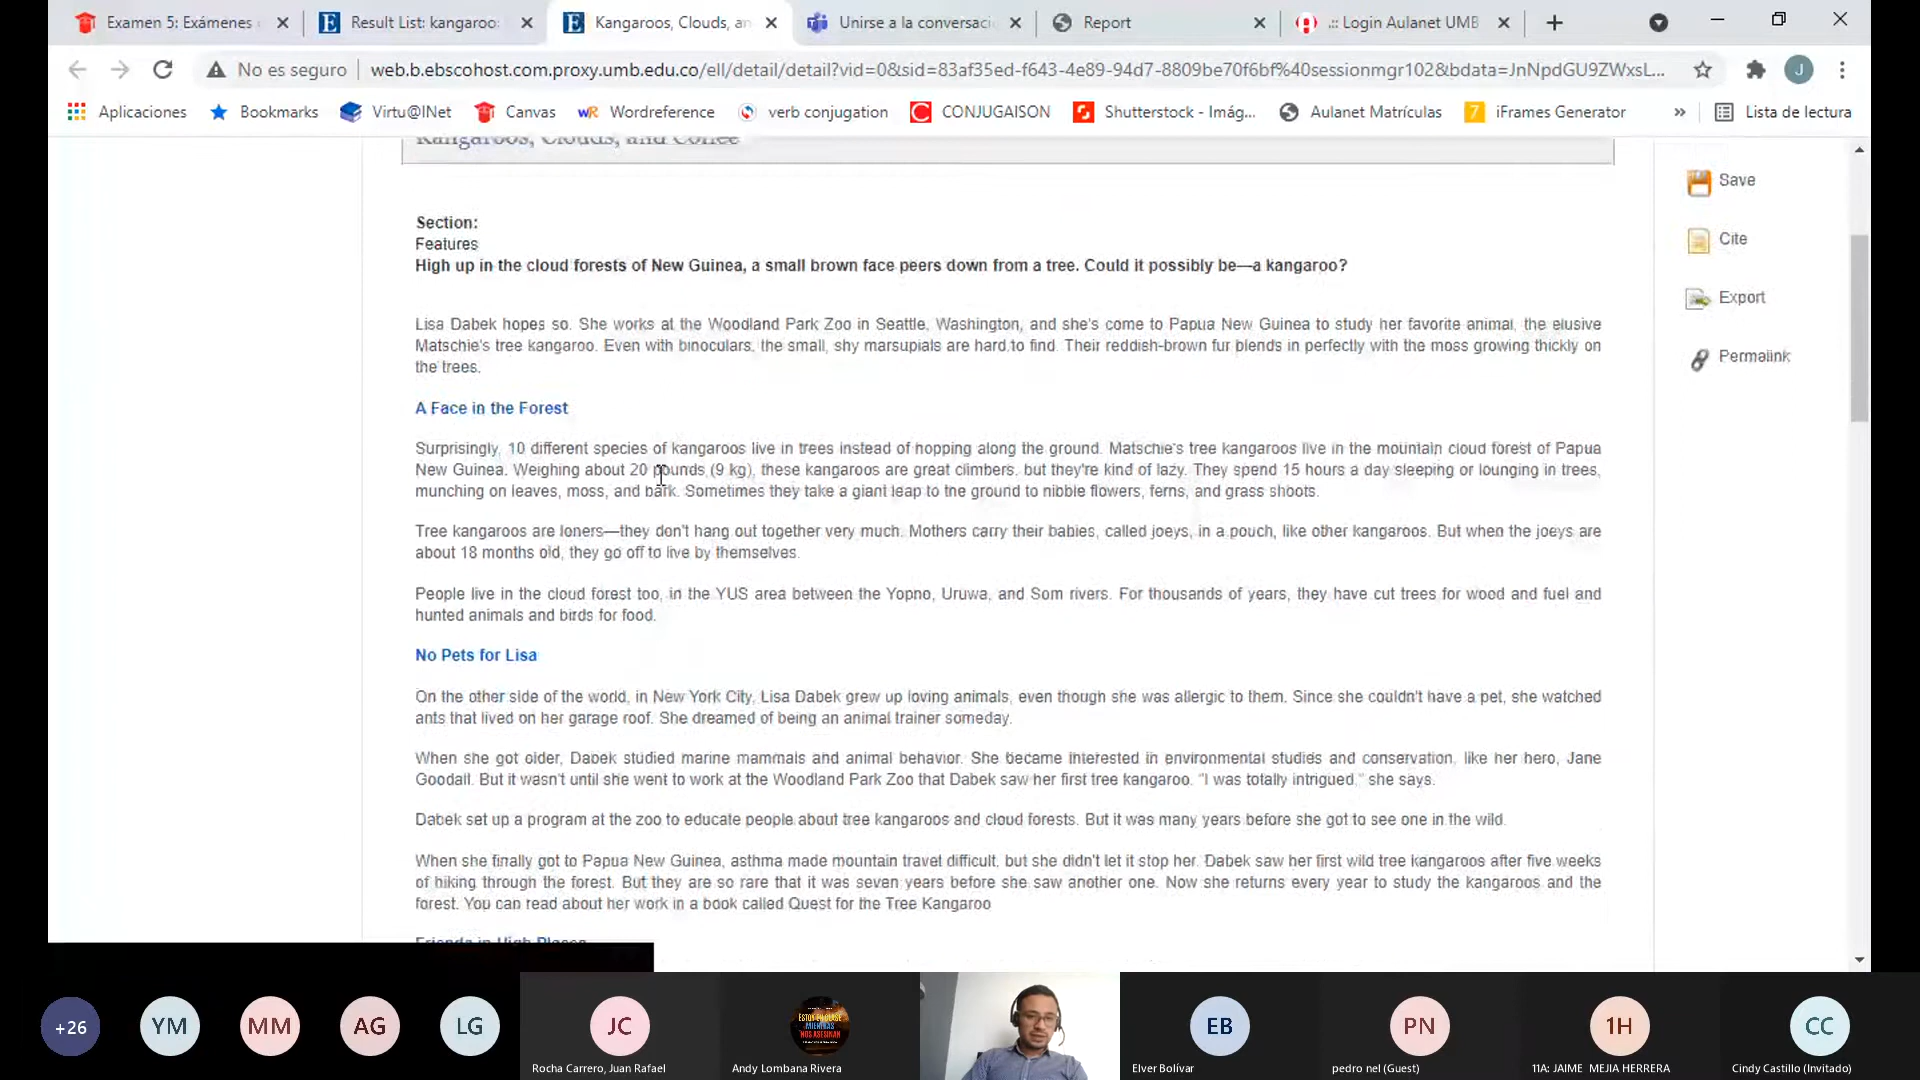 Examen 5: Exámenes
Result List: kangaroo:
Kangaroos, Clouds, an
Unirse a la conversaci
Report
.:: Login Aulanet UMB
No es seguro
web.b.ebscohost.com.proxy.umb.edu.co/ell/detail/detail?vid=0&sid=83af35ed-f643-4e89-94d7-8809be70f6bf%40sessionmgr102&bdata=JnNpdGU9ZWxsL...
J
Aplicaciones
Bookmarks
Virtu@lNet
Canvas
WR
Wordreference
verb conjugation
CONJUGAISON
Shutterstock - Imág...
Aulanet Matrículas
7
iFrames Generator
»
Lista de lectura
Kangaroos, Clouds, and Coffee
Save
Cite
Export
Permalink
Section:
Features
High up in the cloud forests of New Guinea, a small brown face peers down from a tree. Could it possibly be—a kangaroo?
Lisa Dabek hopes so. She works at the Woodland Park Zoo in Seattle, Washington, and she's come to Papua New Guinea to study her favorite animal, the elusive
Matschie's tree kangaroo. Even with binoculars, the small, shy marsupials are hard to find. Their reddish-brown fur blends in perfectly with the moss growing thickly on
the trees.
A Face in the Forest
Surprisingly, 10 different species of kangaroos live in trees instead of hopping along the ground. Matschie's tree kangaroos live in the mountain cloud forest of Papua
New Guinea. Weighing about 20 pounds (9 kg), these kangaroos are great climbers, but they're kind of lazy. They spend 15 hours a day sleeping or lounging in trees,
munching on leaves, moss, and bark. Sometimes they take a giant leap to the ground to nibble flowers, ferns, and grass shoots.
Tree kangaroos are loners—they don't hang out together very much. Mothers carry their babies, called joeys, in a pouch, like other kangaroos. But when the joeys are
about 18 months old, they go off to live by themselves.
People live in the cloud forest too, in the YUS area between the Yopno, Uruwa, and Som rivers. For thousands of years, they have cut trees for wood and fuel and
hunted animals and birds for food.
No Pets for Lisa
On the other side of the world, in New York City, Lisa Dabek grew up loving animals, even though she was allergic to them. Since she couldn't have a pet, she watched
ants that lived on her garage roof. She dreamed of being an animal trainer someday.
When she got older, Dabek studied marine mammals and animal behavior. She became interested in environmental studies and conservation, like her hero, Jane
Goodall. But it wasn't until she went to work at the Woodland Park Zoo that Dabek saw her first tree kangaroo. "I was totally intrigued," she says.
Dabek set up a program at the zoo to educate people about tree kangaroos and cloud forests. But it was many years before she got to see one in the wild.
When she finally got to Papua New Guinea, asthma made mountain travel difficult, but she didn't let it stop her. Dabek saw her first wild tree kangaroos after five weeks
of hiking through the forest. But they are so rare that it was seven years before she saw another one. Now she returns every year to study the kangaroos and the
forest. You can read about her work in a book called Quest for the Tree Kangaroo
Friends in High Places
+26
YM
MM
AG
LG
JC
Rocha Carrero, Juan Rafael
ESTOY EN CLASE
MIENTRAS
NOS ASESINAN
Andy Lombana Rivera
EB
Elver Bolívar
PN
pedro nel (Guest)
1H
11A: JAIME MEJIA HERRERA
CC
Cindy Castillo (Invitado)